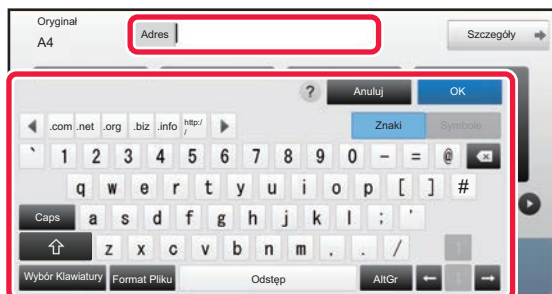 Oryginał
A4
Adres
Szczegóły
? Anuluj OK
.com .net .org .biz .info http://
Znaki Symbole
` 1 2 3 4 5 6 7 8 9 0 - = @
q w e r t y u i o p [ ] #
Caps a s d f g h j k l ; '
z x c v b n m , . /
Wybór Klawiatury Format Pliku Odstęp AltGr